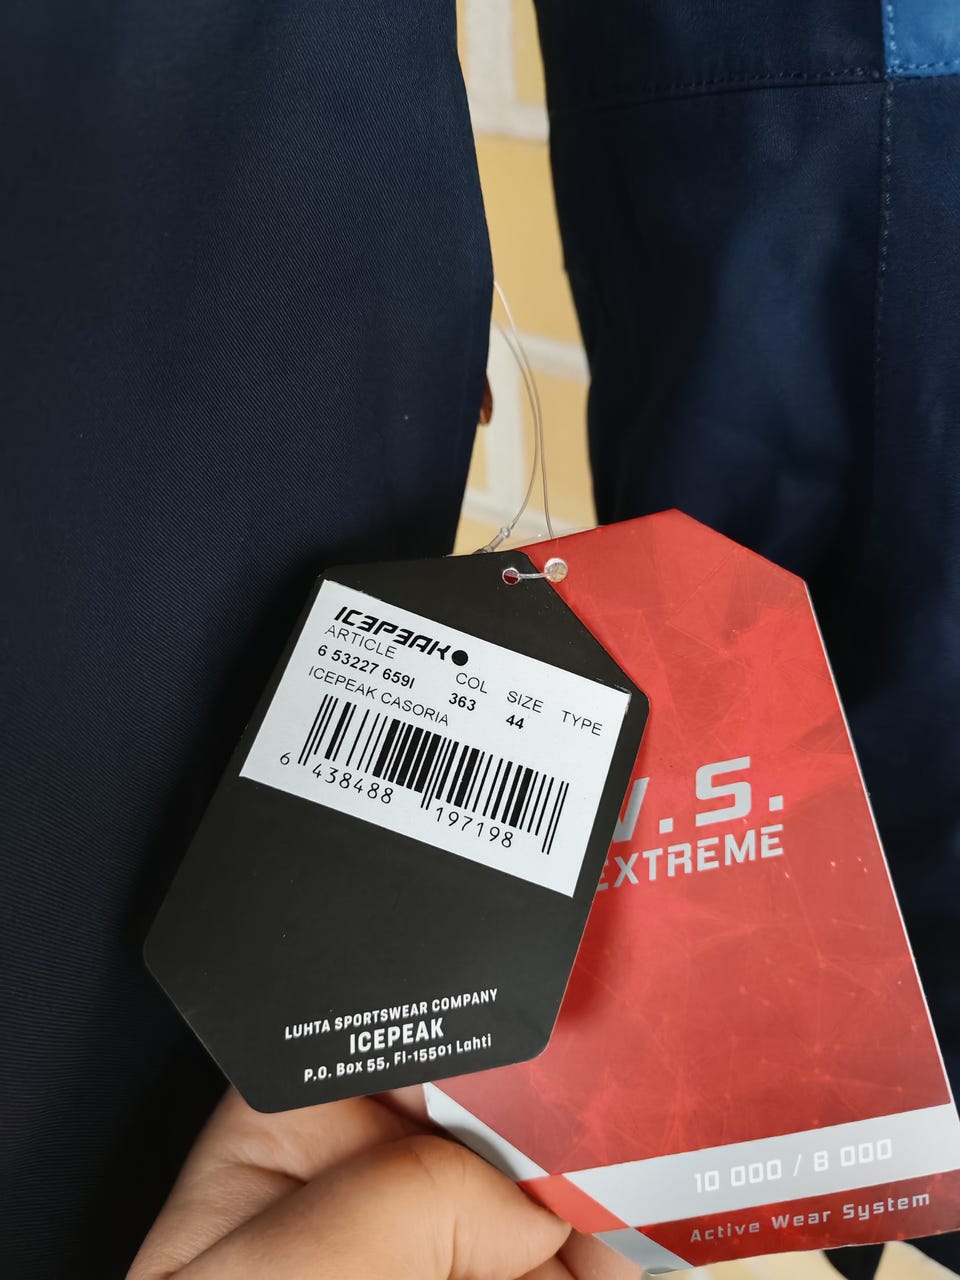 ICEPEAK
ARTICLE COL SIZE TYPE
6 53227 659I 363 44
ICEPEAK CASORIA
6 438488 197198
LUHTA SPORTSWEAR COMPANY
ICEPEAK
P.O. Box 55, FI-15501 Lahti
.S.
EXTREME
10 000 / 8 000
Active Wear System